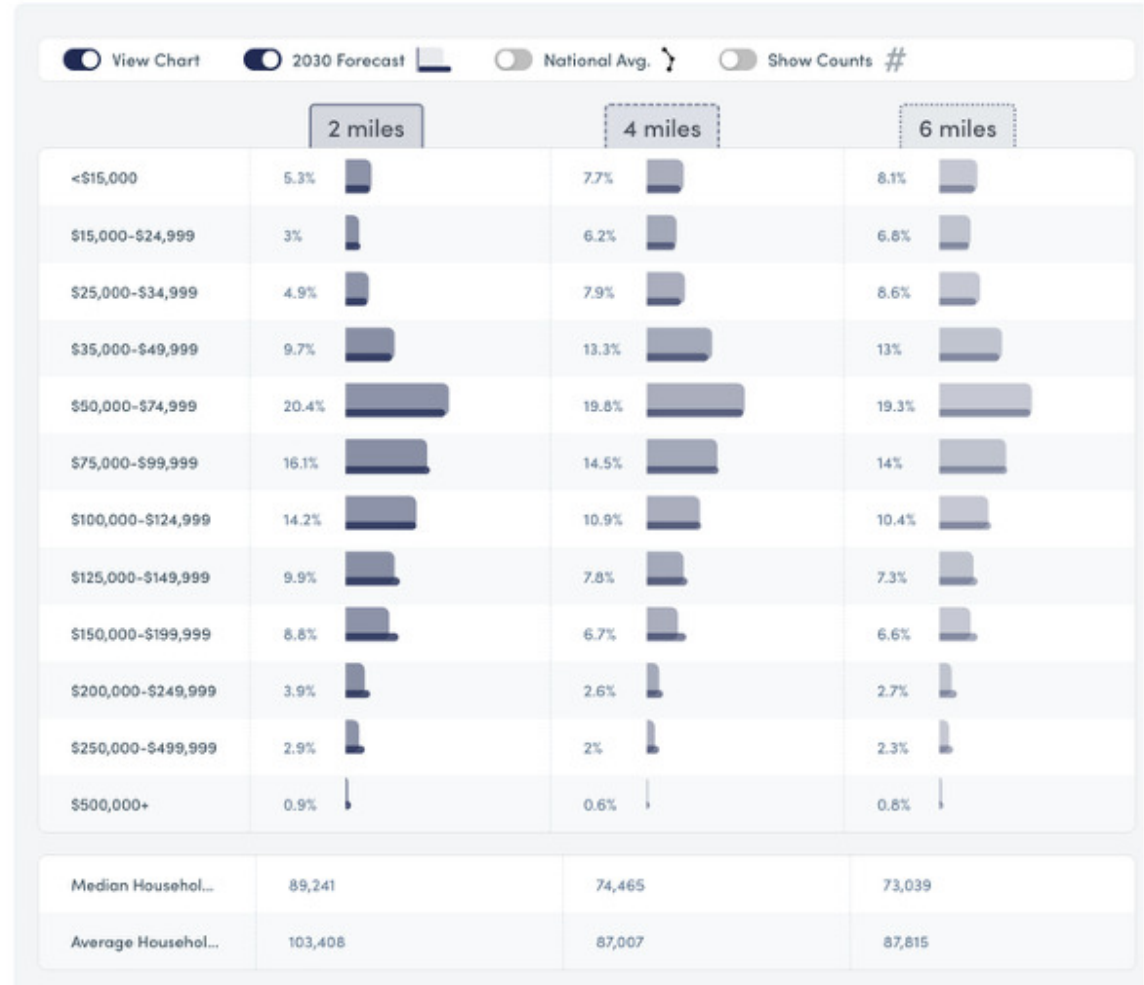 View Chart 2030 Forecast National Avg. Show Counts #
2 miles 4 miles 6 miles
<$15,000 5.3% 7.7% 8.1%
$15,000-$24,999 3% 6.2% 6.8%
$25,000-$34,999 4.9% 7.9% 8.6%
$35,000-$49,999 9.7% 13.3% 13%
$50,000-$74,999 20.4% 19.8% 19.3%
$75,000-$99,999 16.1% 14.5% 14%
$100,000-$124,999 14.2% 10.9% 10.4%
$125,000-$149,999 9.9% 7.8% 7.3%
$150,000-$199,999 8.8% 6.7% 6.6%
$200,000-$249,999 3.9% 2.6% 2.7%
$250,000-$499,999 2.9% 2% 2.3%
$500,000+ 0.9% 0.6% 0.8%
Median Househol... 89,241 74,465 73,039
Average Househol... 103,408 87,007 87,815